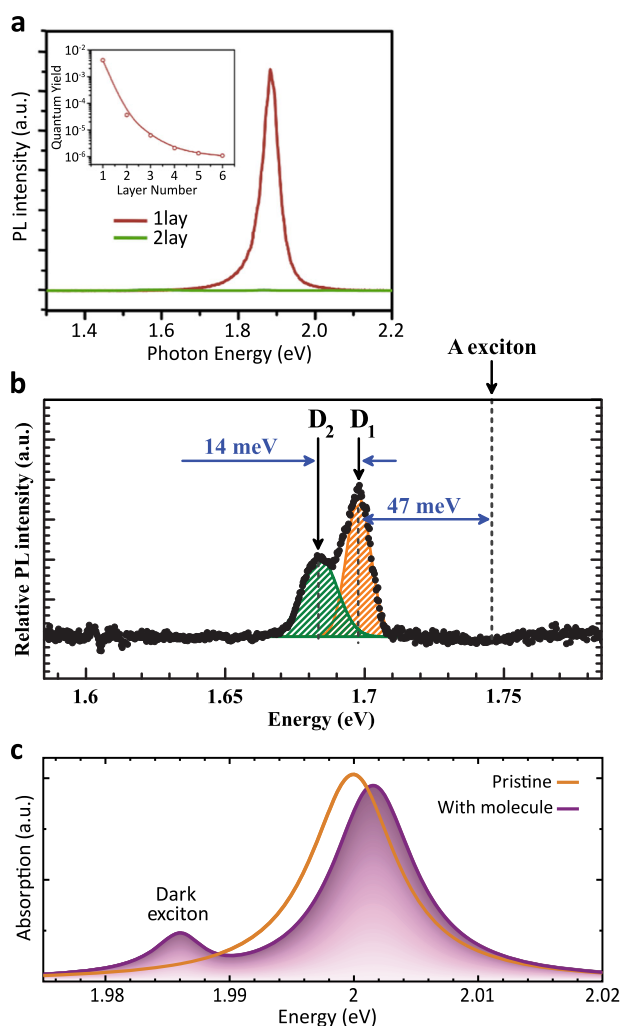 a
PL intensity (a.u.)
Quantum Yield
10⁻²
10⁻³
10⁻⁴
10⁻⁵
10⁻⁶
1 2 3 4 5 6
Layer Number
1lay
2lay
1.4 1.6 1.8 2.0 2.2
Photon Energy (eV)
A exciton
b
Relative PL intensity (a.u.)
D₂ D₁
14 meV
47 meV
1.6 1.65 1.7 1.75
Energy (eV)
c
Absorption (a.u.)
Pristine
With molecule
Dark
exciton
1.98 1.99 2 2.01 2.02
Energy (eV)